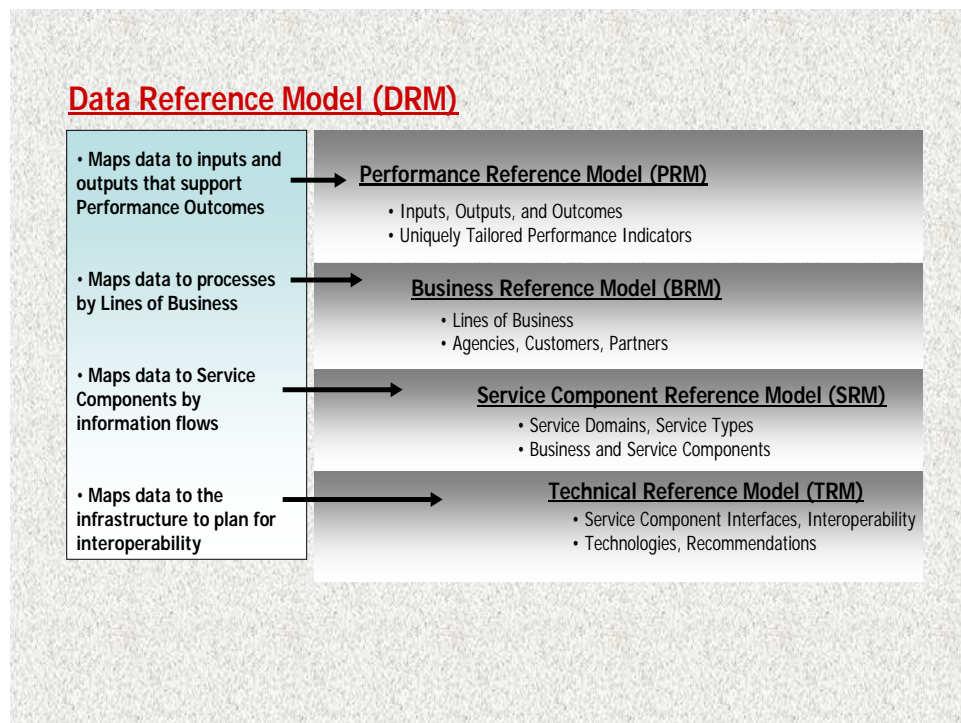 Data Reference Model (DRM)
• Maps data to inputs and
outputs that support
Performance Outcomes
• Maps data to processes
by Lines of Business
• Maps data to Service
Components by
information flows
• Maps data to the
infrastructure to plan for
interoperability
Performance Reference Model (PRM)
• Inputs, Outputs, and Outcomes
• Uniquely Tailored Performance Indicators
Business Reference Model (BRM)
• Lines of Business
• Agencies, Customers, Partners
Service Component Reference Model (SRM)
• Service Domains, Service Types
• Business and Service Components
Technical Reference Model (TRM)
• Service Component Interfaces, Interoperability
• Technologies, Recommendations